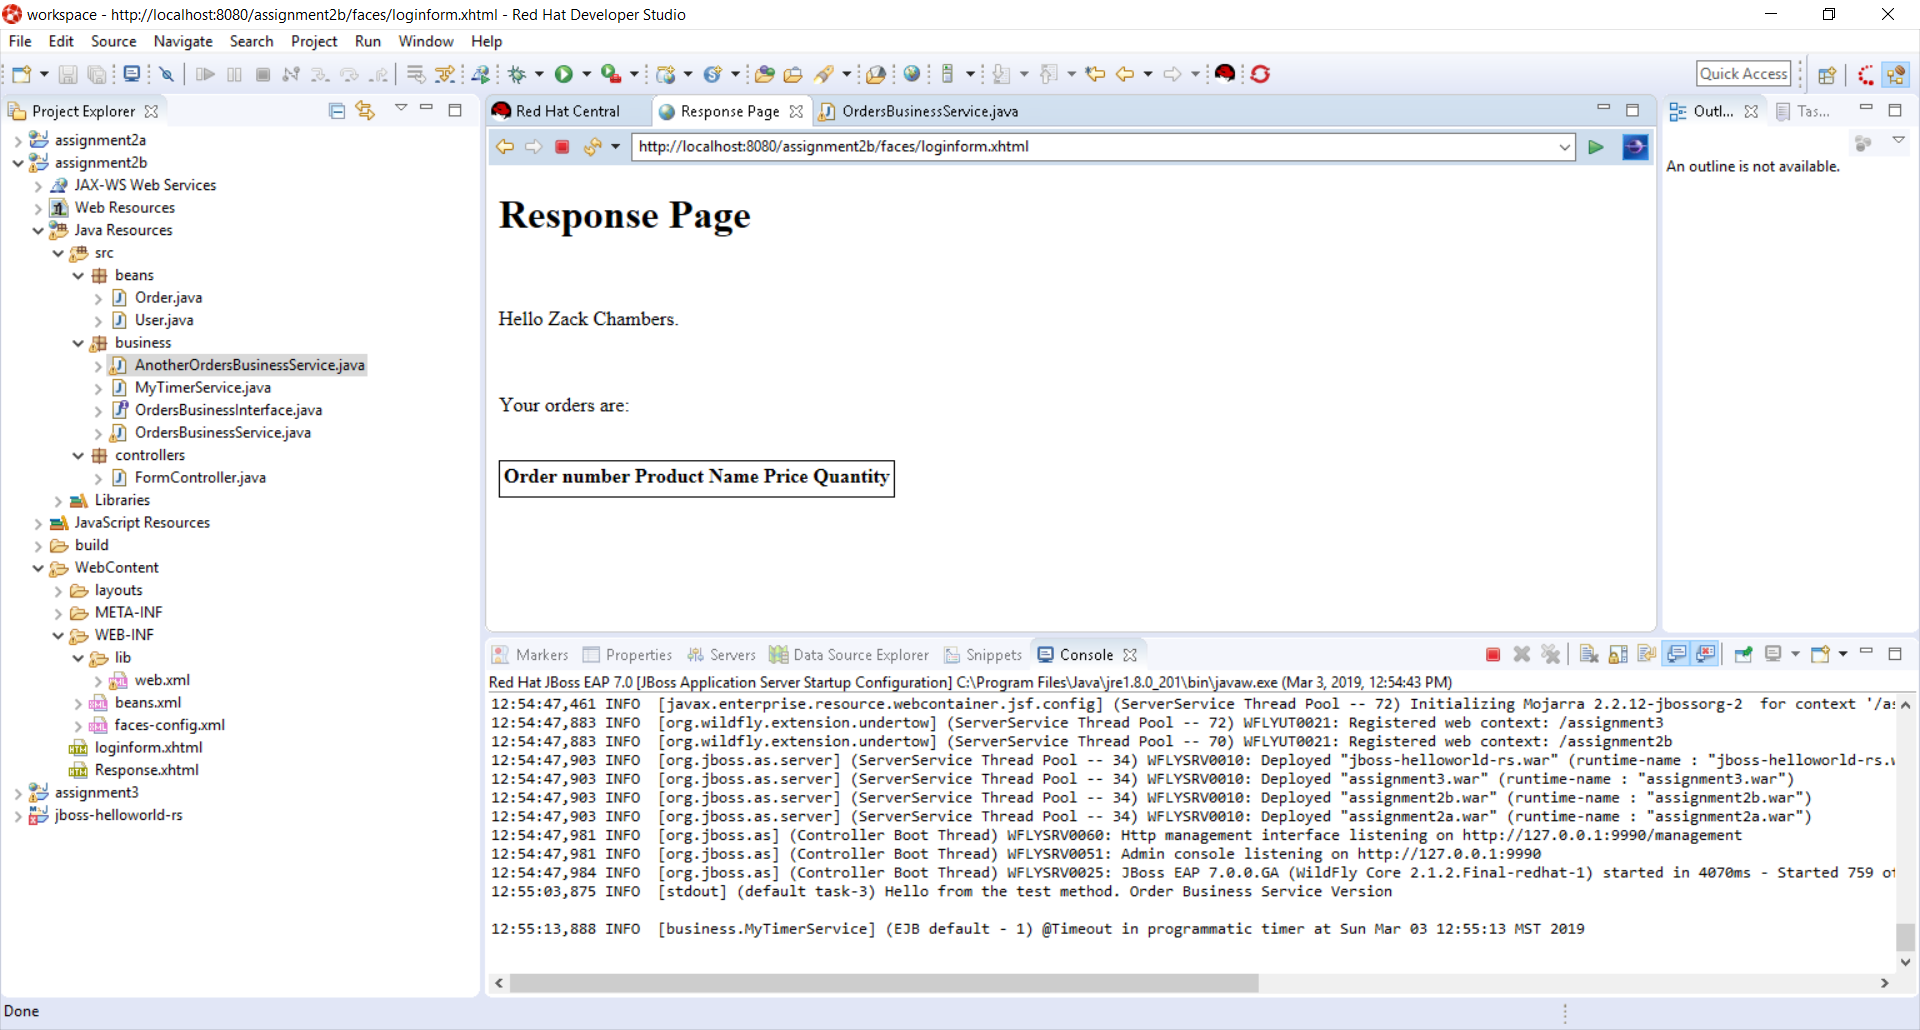 workspace - http://localhost:8080/assignment2b/faces/loginform.xhtml - Red Hat Developer Studio
File Edit Source Navigate Search Project Run Window Help
Quick Access
Project Explorer
assignment2a
assignment2b
JAX-WS Web Services
Web Resources
Java Resources
src
beans
Order.java
User.java
business
AnotherOrdersBusinessService.java
MyTimerService.java
OrdersBusinessInterface.java
OrdersBusinessService.java
controllers
FormController.java
Libraries
JavaScript Resources
build
WebContent
layouts
META-INF
WEB-INF
lib
web.xml
beans.xml
faces-config.xml
loginform.xhtml
Response.xhtml
assignment3
jboss-helloworld-rs
Red Hat Central Response Page OrdersBusinessService.java
http://localhost:8080/assignment2b/faces/loginform.xhtml
Response Page
Hello Zack Chambers.
Your orders are:
Order number Product Name Price Quantity
Outl... Tas...
An outline is not available.
Markers Properties Servers Data Source Explorer Snippets Console
Red Hat JBoss EAP 7.0 [JBoss Application Server Startup Configuration] C:\Program Files\Java\jre1.8.0_201\bin\javaw.exe (Mar 3, 2019, 12:54:43 PM)
12:54:47,461 INFO [javax.enterprise.resource.webcontainer.jsf.config] (ServerService Thread Pool -- 72) Initializing Mojarra 2.2.12-jbossorg-2 for context '/as
12:54:47,883 INFO [org.wildfly.extension.undertow] (ServerService Thread Pool -- 72) WFLYUT0021: Registered web context: /assignment3
12:54:47,883 INFO [org.wildfly.extension.undertow] (ServerService Thread Pool -- 70) WFLYUT0021: Registered web context: /assignment2b
12:54:47,903 INFO [org.jboss.as.server] (ServerService Thread Pool -- 34) WFLYSRV0010: Deployed "jboss-helloworld-rs.war" (runtime-name : "jboss-helloworld-rs.w
12:54:47,903 INFO [org.jboss.as.server] (ServerService Thread Pool -- 34) WFLYSRV0010: Deployed "assignment3.war" (runtime-name : "assignment3.war")
12:54:47,903 INFO [org.jboss.as.server] (ServerService Thread Pool -- 34) WFLYSRV0010: Deployed "assignment2b.war" (runtime-name : "assignment2b.war")
12:54:47,903 INFO [org.jboss.as.server] (ServerService Thread Pool -- 34) WFLYSRV0010: Deployed "assignment2a.war" (runtime-name : "assignment2a.war")
12:54:47,981 INFO [org.jboss.as] (Controller Boot Thread) WFLYSRV0060: Http management interface listening on http://127.0.0.1:9990/management
12:54:47,981 INFO [org.jboss.as] (Controller Boot Thread) WFLYSRV0051: Admin console listening on http://127.0.0.1:9990
12:54:47,984 INFO [org.jboss.as] (Controller Boot Thread) WFLYSRV0025: JBoss EAP 7.0.0.GA (WildFly Core 2.1.2.Final-redhat-1) started in 4070ms - Started 759 of
12:55:03,875 INFO [stdout] (default task-3) Hello from the test method. Order Business Service Version
12:55:13,888 INFO [business.MyTimerService] (EJB default - 1) @Timeout in programmatic timer at Sun Mar 03 12:55:13 MST 2019
Done